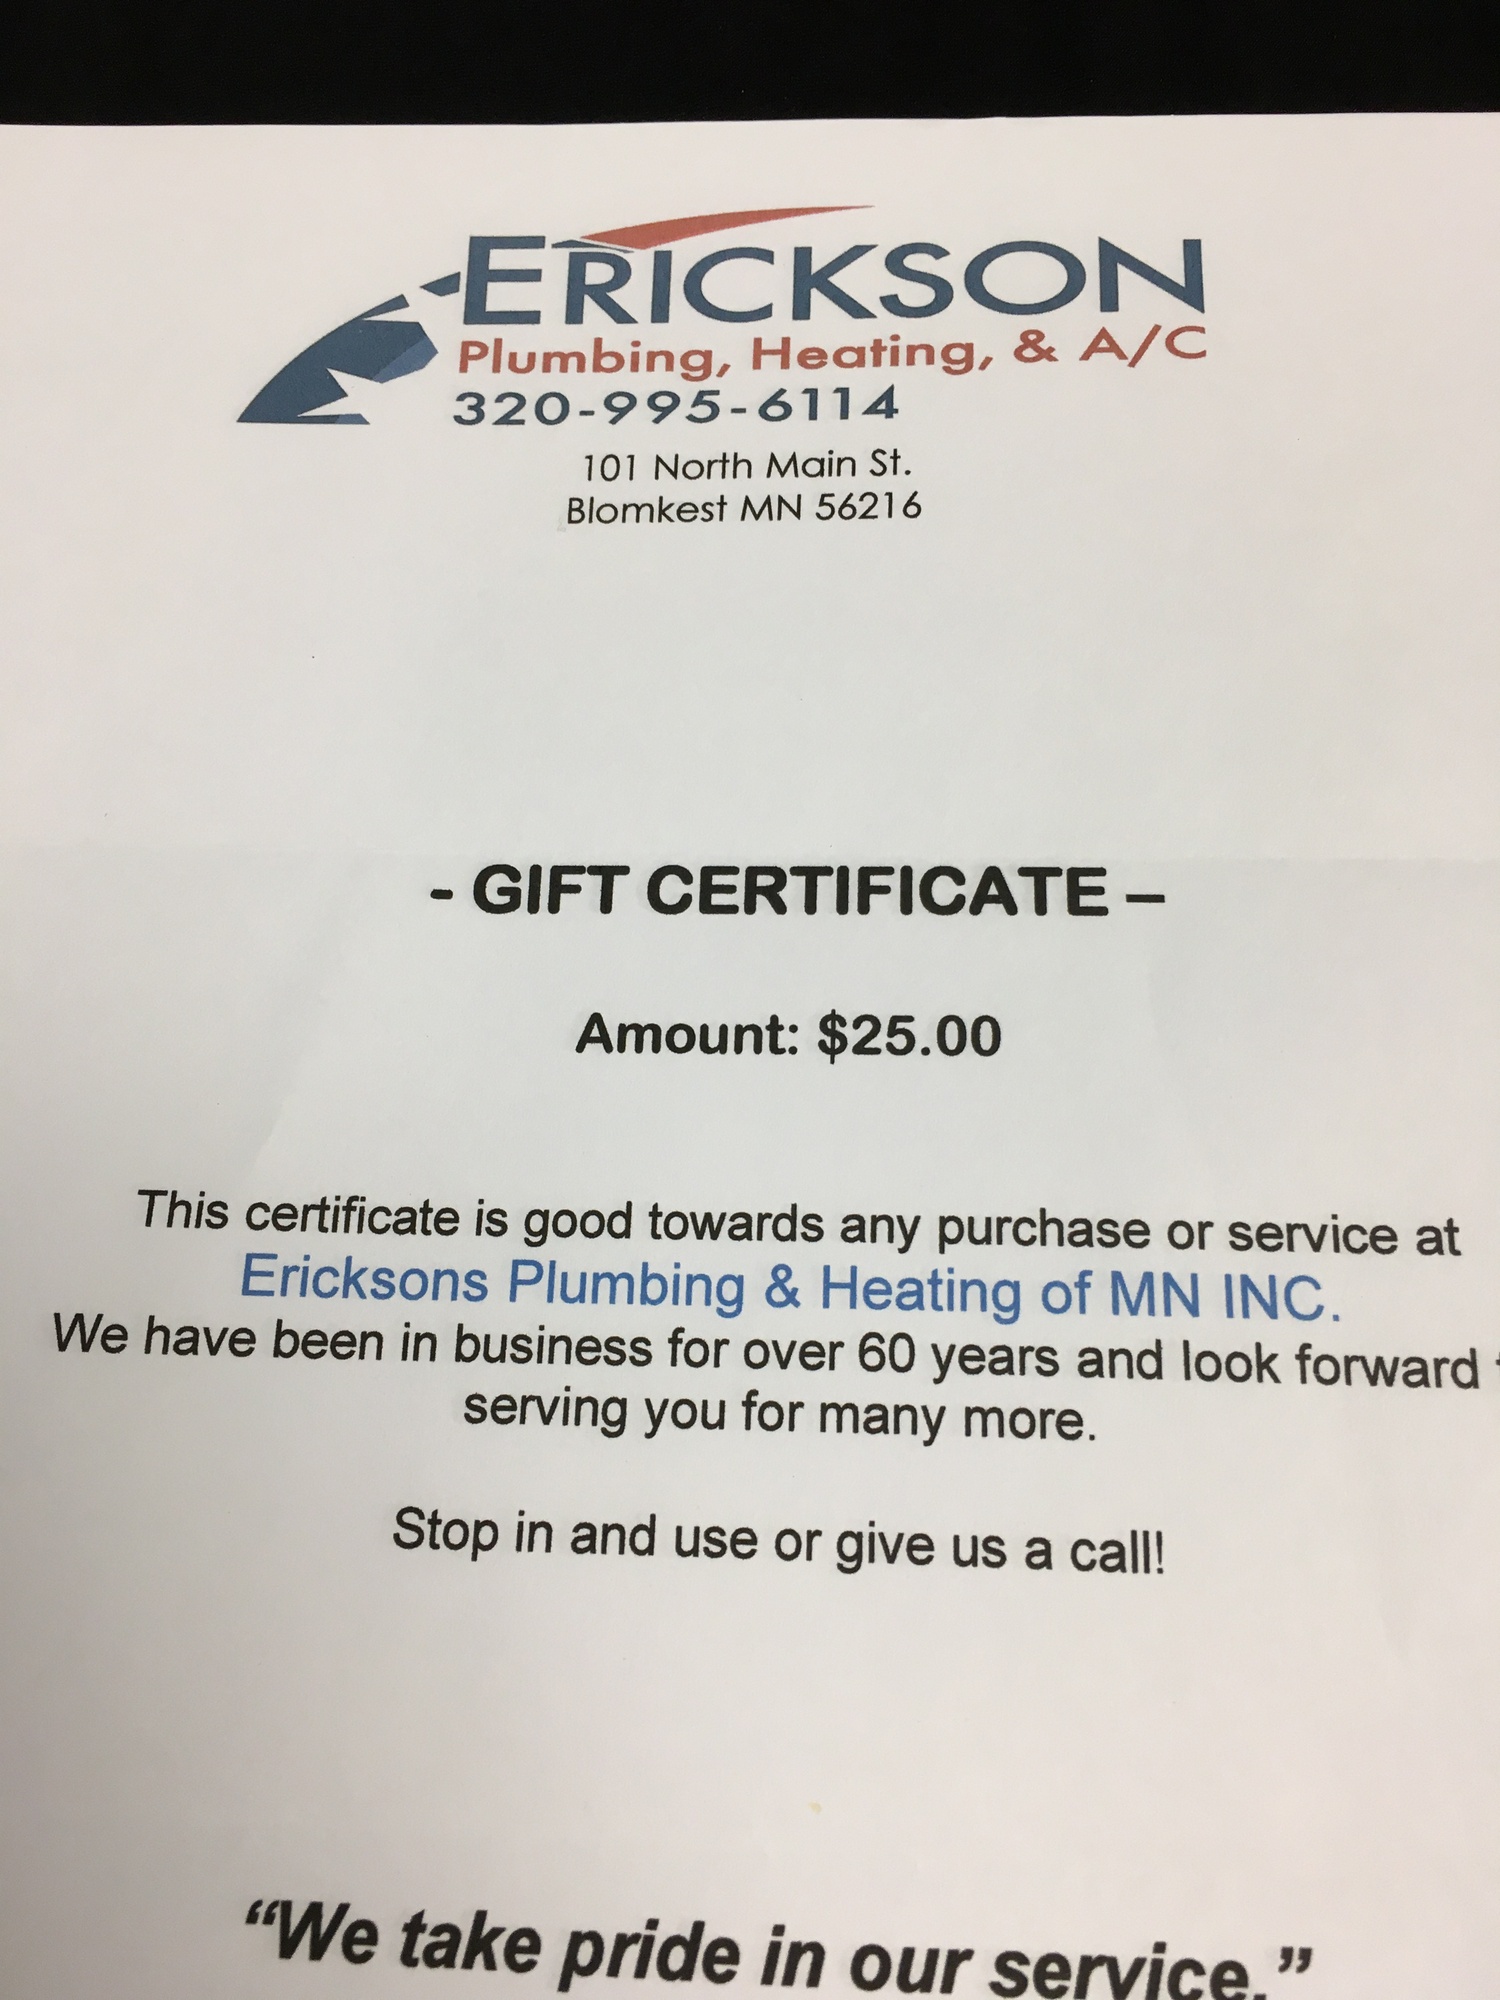 ERICKSON
Plumbing, Heating, & A/C
320-995-6114
101 North Main St.
Blomkest MN 56216
- GIFT CERTIFICATE –
Amount: $25.00
This certificate is good towards any purchase or service at
Ericksons Plumbing & Heating of MN INC.
We have been in business for over 60 years and look forward
serving you for many more.
Stop in and use or give us a call!
“We take pride in our service.”